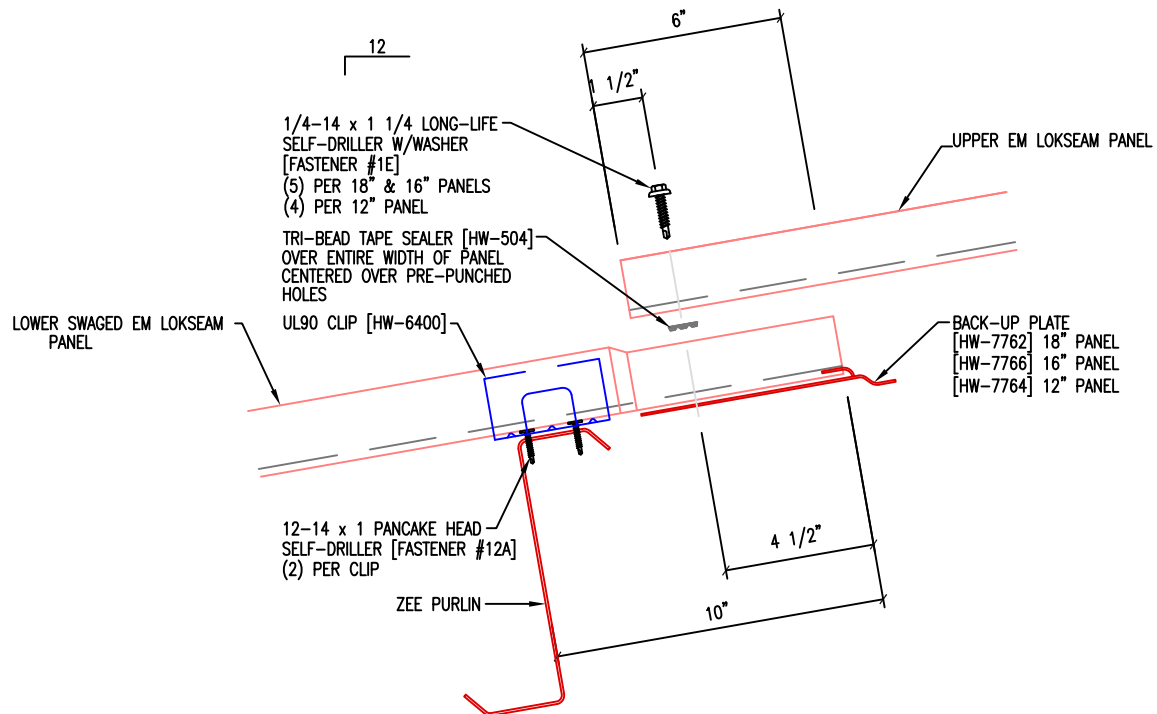 6"
12
1 1/2"
1/4-14 x 1 1/4 LONG-LIFE
SELF-DRILLER W/WASHER
[FASTENER #1E]
(5) PER 18" & 16" PANELS
(4) PER 12" PANEL
UPPER EM LOKSEAM PANEL
TRI-BEAD TAPE SEALER [HW-504]
OVER ENTIRE WIDTH OF PANEL
CENTERED OVER PRE-PUNCHED
HOLES
UL90 CLIP [HW-6400]
LOWER SWAGED EM LOKSEAM
PANEL
BACK-UP PLATE
[HW-7762] 18" PANEL
[HW-7766] 16" PANEL
[HW-7764] 12" PANEL
12-14 x 1 PANCAKE HEAD
SELF-DRILLER [FASTENER #12A]
(2) PER CLIP
4 1/2"
ZEE PURLIN
10"